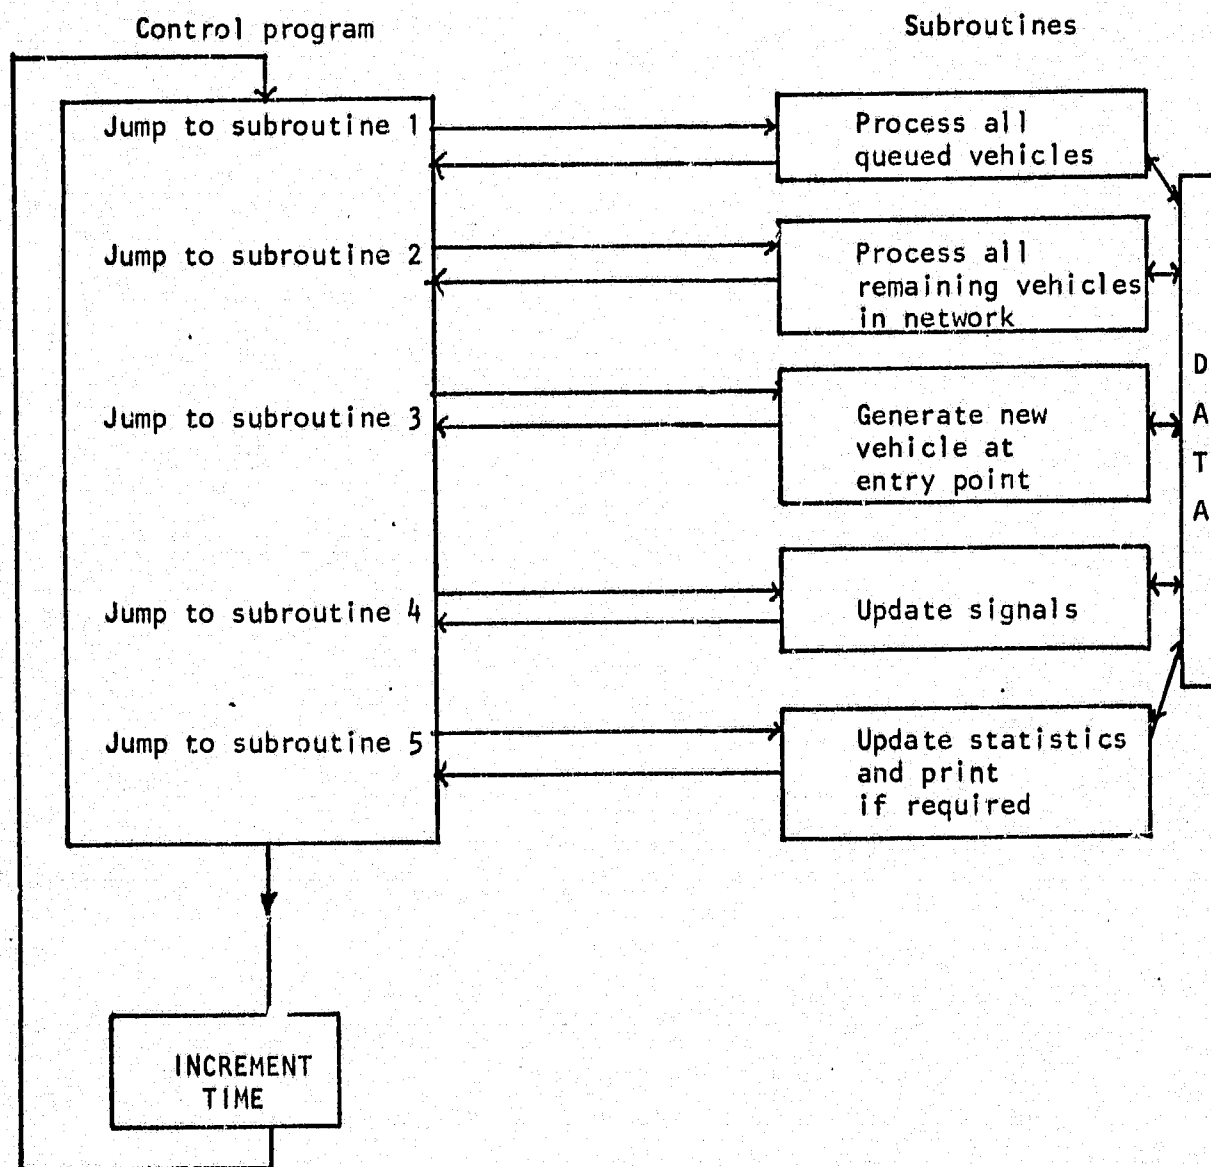 Control program
Subroutines
Jump to subroutine 1
Process all
queued vehicles
Jump to subroutine 2
Process all
remaining vehicles
in network
Jump to subroutine 3
Generate new
vehicle at
entry point
Jump to subroutine 4
Update signals
Jump to subroutine 5
Update statistics
and print
if required
D
A
T
A
INCREMENT
TIME